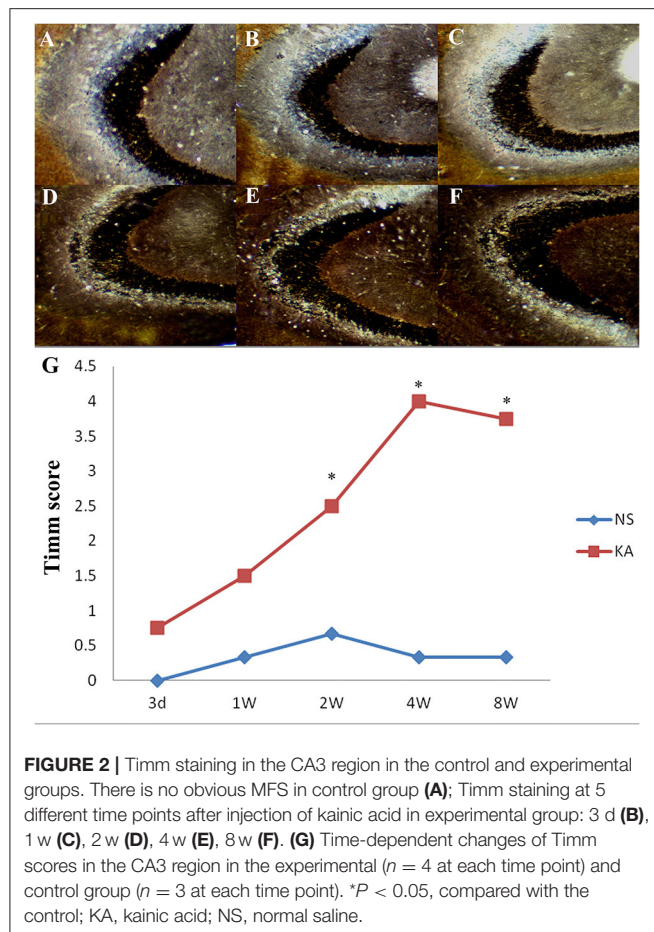 A B C
D E F
G
4.5
4
3.5
3
2.5
2
1.5
1
0.5
0
Timm score
* * *
NS
KA
3d 1W 2W 4W 8W
FIGURE 2 | Timm staining in the CA3 region in the control and experimental
groups. There is no obvious MFS in control group (A); Timm staining at 5
different time points after injection of kainic acid in experimental group: 3 d (B),
1 w (C), 2 w (D), 4 w (E), 8 w (F). (G) Time-dependent changes of Timm
scores in the CA3 region in the experimental (n = 4 at each time point) and
control group (n = 3 at each time point). *P < 0.05, compared with the
control; KA, kainic acid; NS, normal saline.